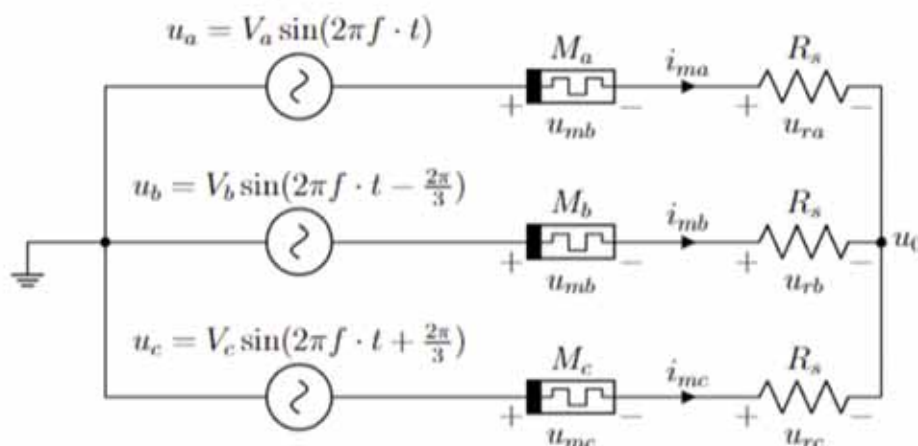 u_a = V_a sin(2πf · t)
M_a i_ma R_s
+ − + −
u_mb u_ra
u_b = V_b sin(2πf · t − 2π/3)
M_b i_mb R_s
u_0
+ − + −
u_mb u_rb
u_c = V_c sin(2πf · t + 2π/3)
M_c i_mc R_s
+ − + −
u_mc u_rc